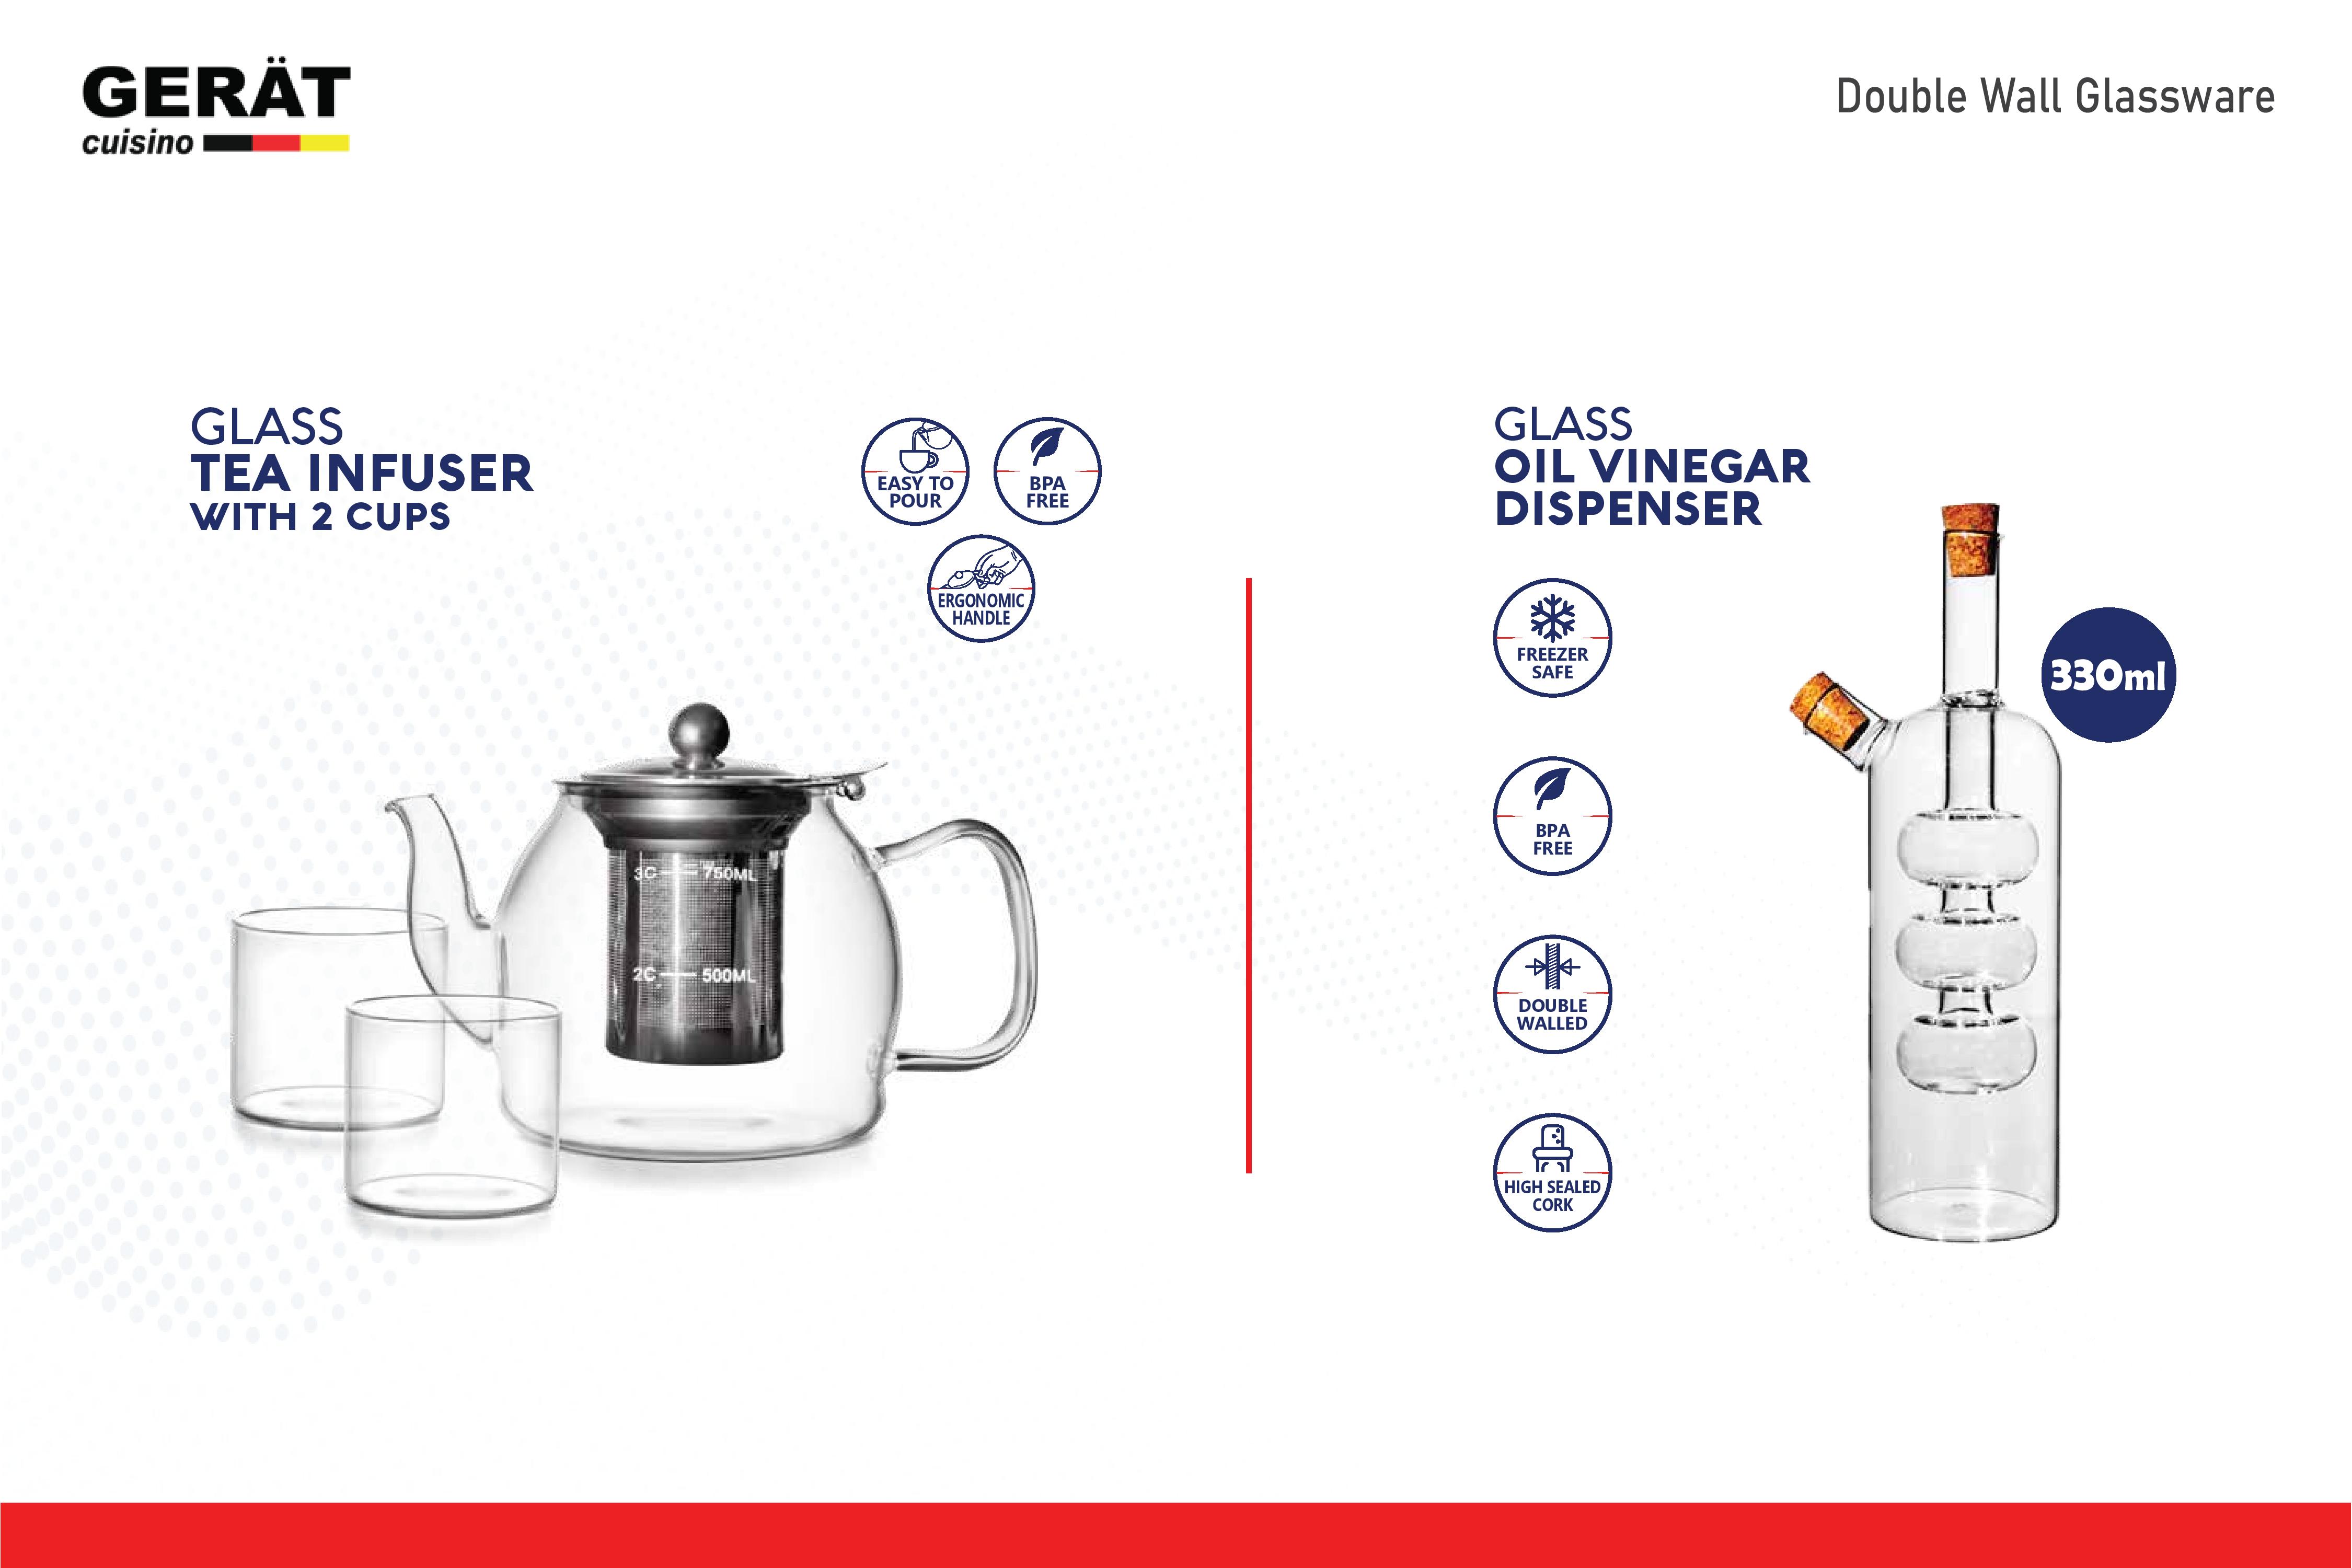 GERÄT
cuisino
Double Wall Glassware
GLASS
TEA INFUSER
WITH 2 CUPS
EASY TO
POUR
BPA
FREE
ERGONOMIC
HANDLE
3C 750ML
2C 500ML
GLASS
OIL VINEGAR
DISPENSER
FREEZER
SAFE
BPA
FREE
DOUBLE
WALLED
HIGH SEALED
CORK
330ml